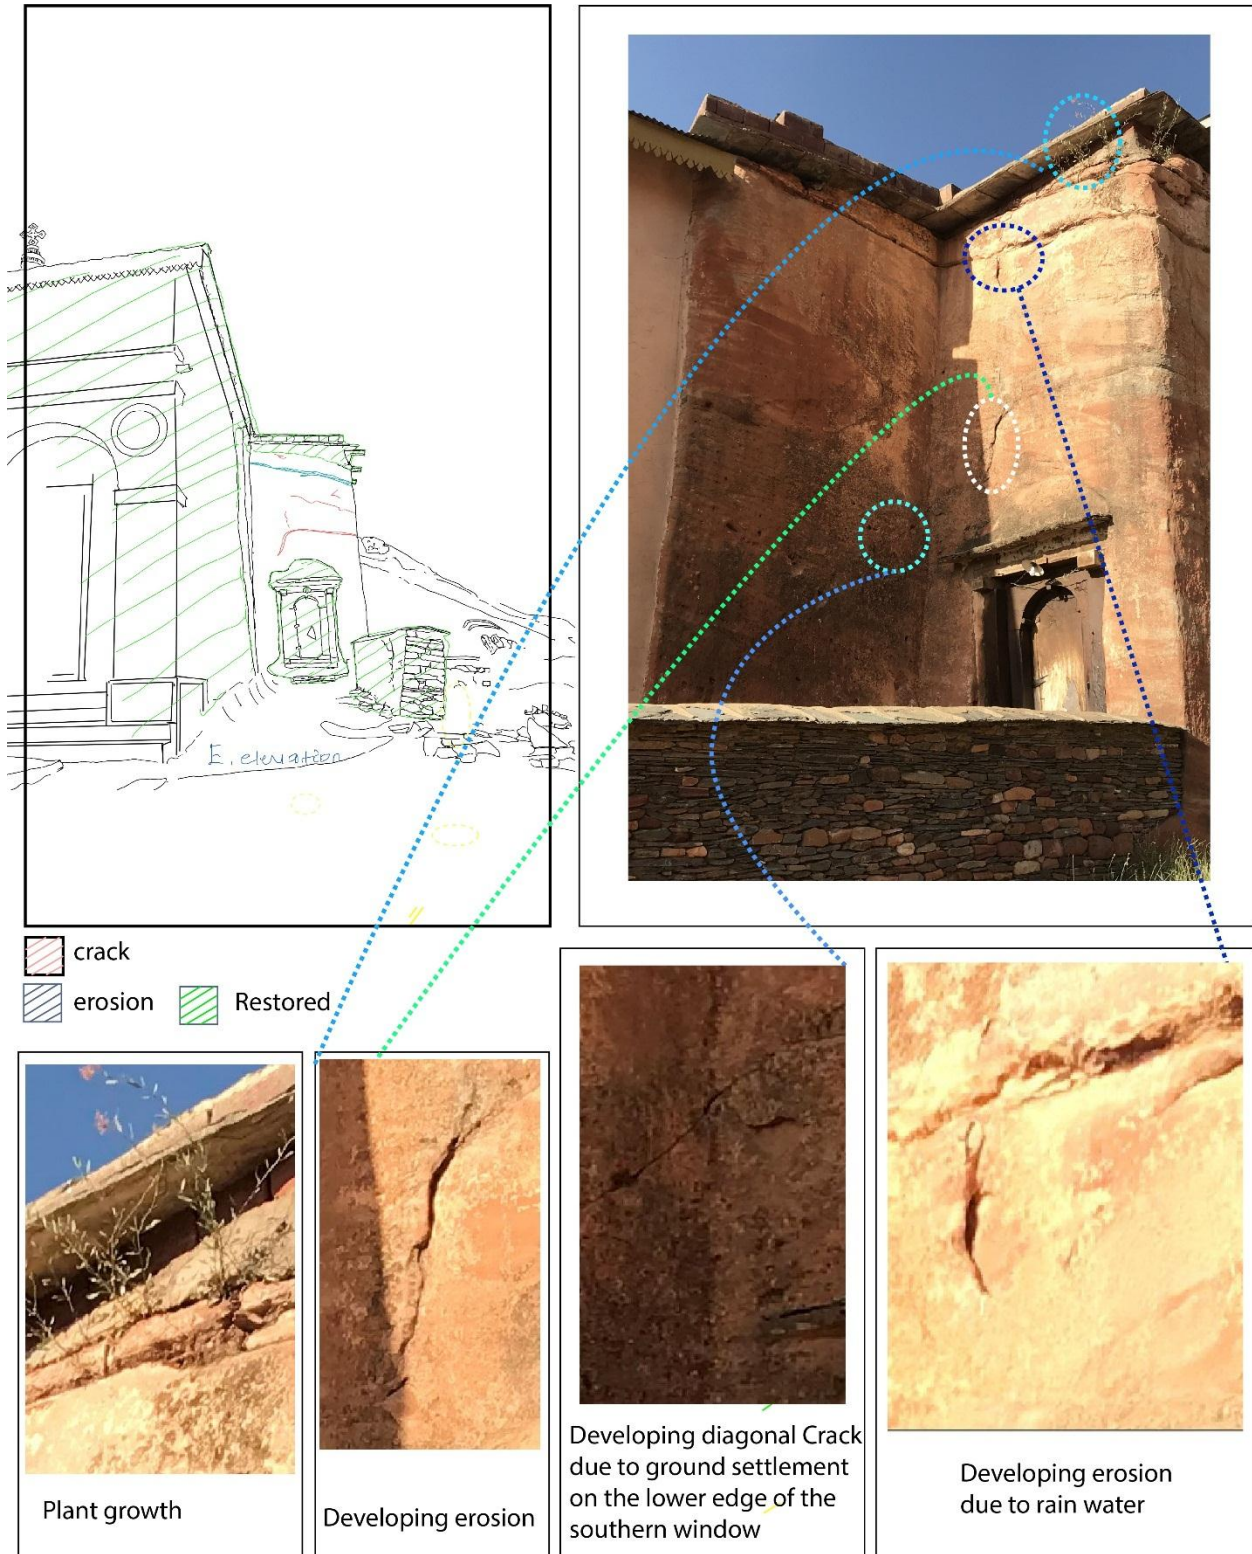 E. elevation
crack
erosion
Restored
Plant growth
Developing erosion
Developing diagonal Crack
due to ground settlement
on the lower edge of the
southern window
Developing erosion
due to rain water